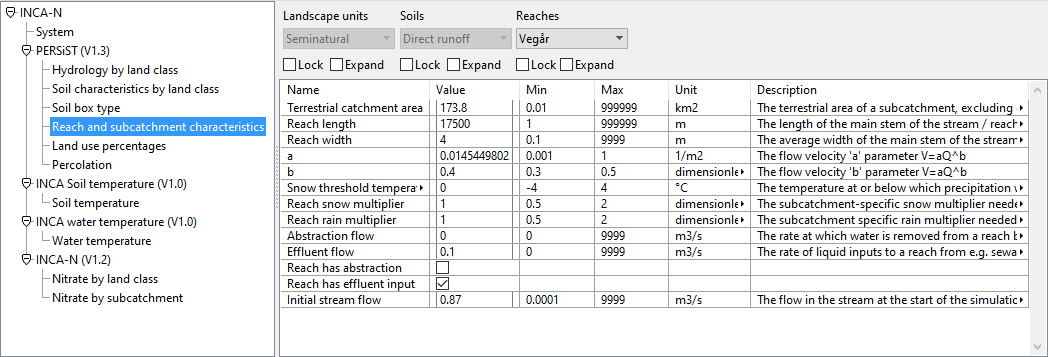 INCA-N
System
PERSiST (V1.3)
Hydrology by land class
Soil characteristics by land class
Soil box type
Reach and subcatchment characteristics
Land use percentages
Percolation
INCA Soil temperature (V1.0)
Soil temperature
INCA water temperature (V1.0)
Water temperature
INCA-N (V1.2)
Nitrate by land class
Nitrate by subcatchment
Landscape units Soils Reaches
Seminatural Direct runoff Vegår
Lock Expand Lock Expand Lock Expand
Name Value Min Max Unit Description
Terrestrial catchment area 173.8 0.01 999999 km2 The terrestrial area of a subcatchment, excluding
Reach length 17500 1 999999 m The length of the main stem of the stream / reach
Reach width 4 0.1 9999 m The average width of the main stem of the stream
a 0.0145449802 0.001 1 1/m2 The flow velocity 'a' parameter V=aQ^b
b 0.4 0.3 0.5 dimensionle The flow velocity 'b' parameter V=aQ^b
Snow threshold tempera 0 -4 4 °C The temperature at or below which precipitation
Reach snow multiplier 1 0.5 2 dimensionle The subcatchment-specific snow multiplier neede
Reach rain multiplier 1 0.5 2 dimensionle The subcatchment specific rain multiplier needed
Abstraction flow 0 0 9999 m3/s The rate at which water is removed from a reach b
Effluent flow 0.1 0 9999 m3/s The rate of liquid inputs to a reach from e.g. sewa
Reach has abstraction
Reach has effluent input
Initial stream flow 0.87 0.0001 9999 m3/s The flow in the stream at the start of the simulatic